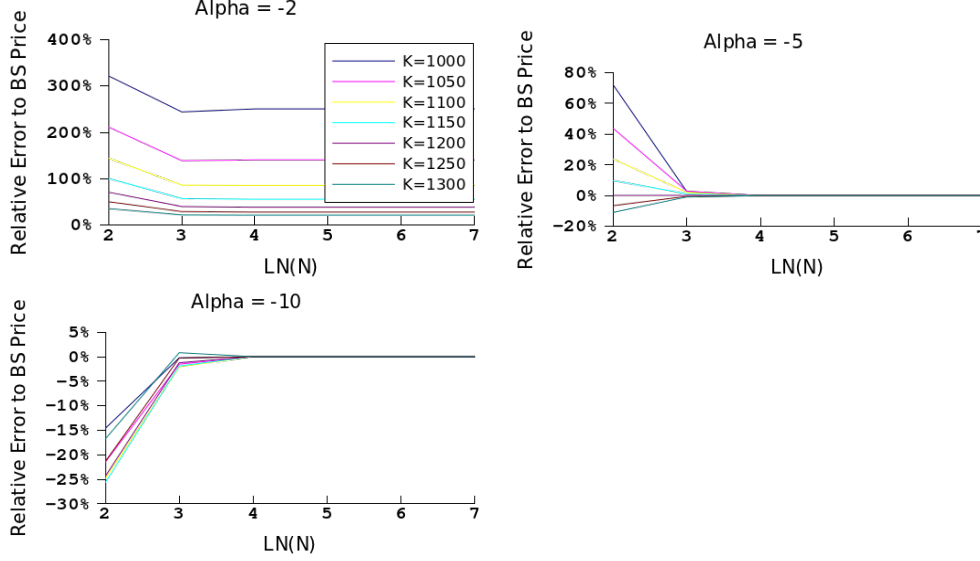 Alpha = -2
Relative Error to BS Price
400%
300%
200%
100%
0%
2 3 4 5 6 7
LN(N)
K=1000
K=1050
K=1100
K=1150
K=1200
K=1250
K=1300
Alpha = -5
Relative Error to BS Price
80%
60%
40%
20%
0%
-20%
2 3 4 5 6
LN(N)
Alpha = -10
Relative Error to BS Price
5%
0%
-5%
-10%
-15%
-20%
-25%
-30%
2 3 4 5 6 7
LN(N)